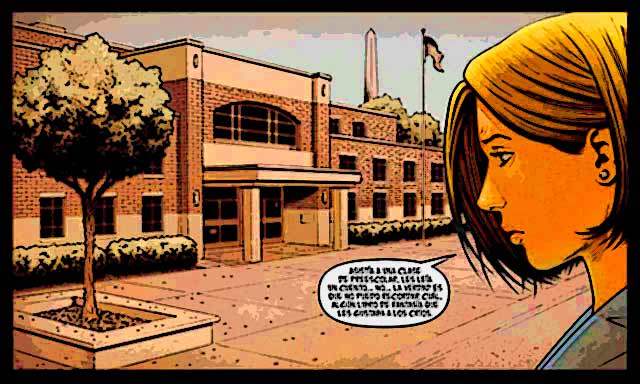 ASISTÍA A UNA CLASE
DE PREESCOLAR. LES LEÍA
UN CUENTO... NO... LA VERDAD ES
QUE NO PUEDO RECORDAR CUÁL.
ALGÚN LIBRO DE FANTASÍA QUE
LES GUSTABA A LOS CRÍOS.